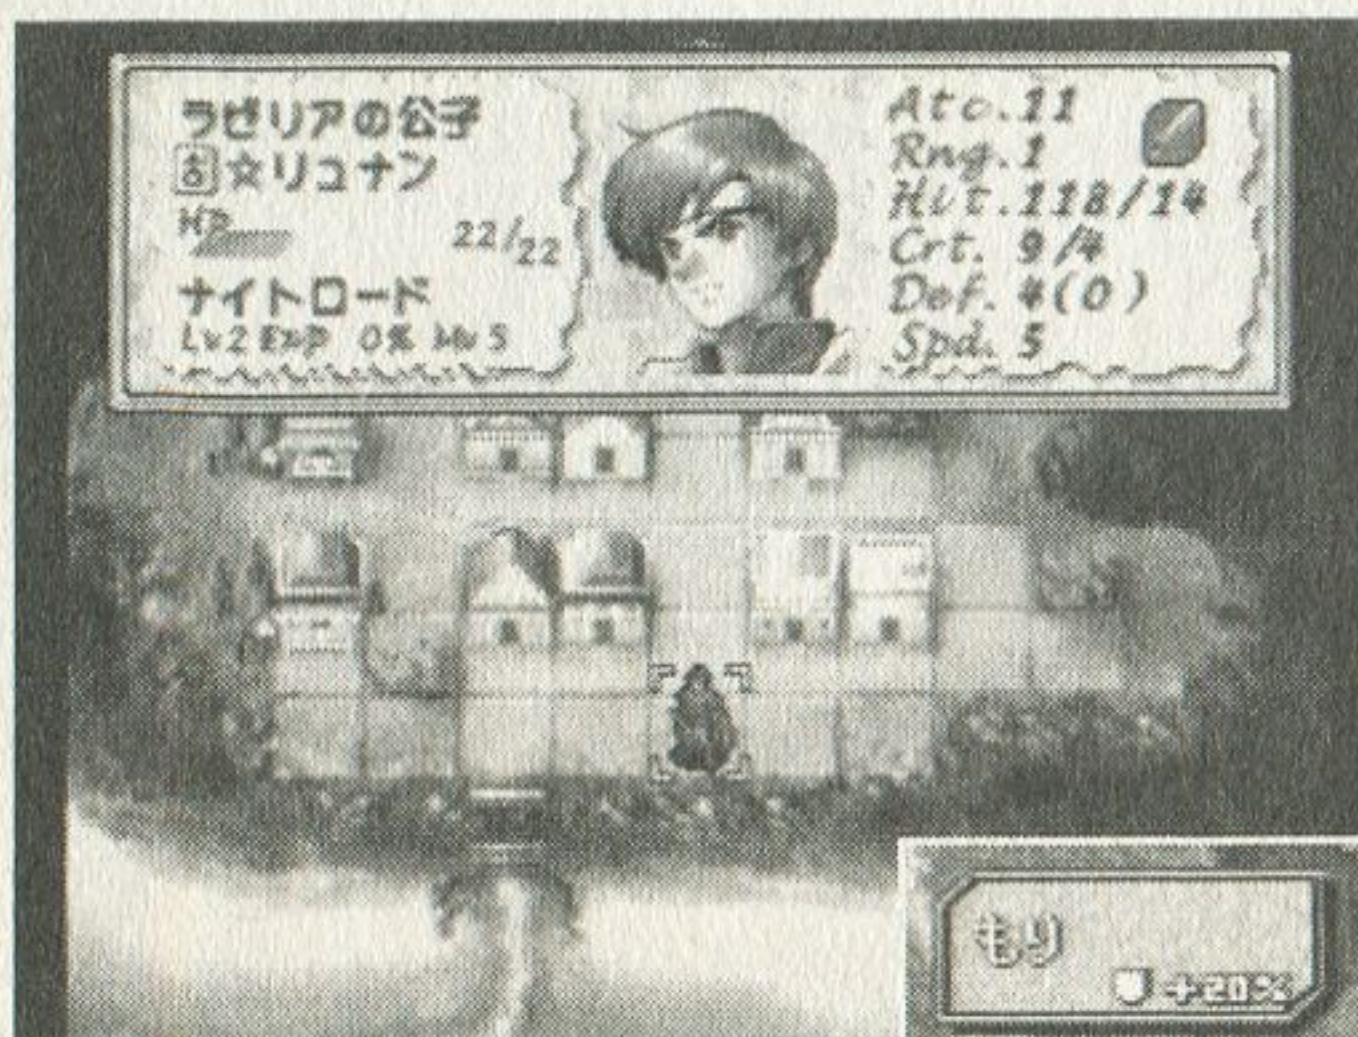 ラゼリアの公子
☆リュナン
HP
22/22
ナイトロード
Lv2 EXP 0% Mv 5
Atc.11
Rng.1
Hit.118/14
Crt. 9/4
Def. 4(0)
Spd. 5
もり
+20%